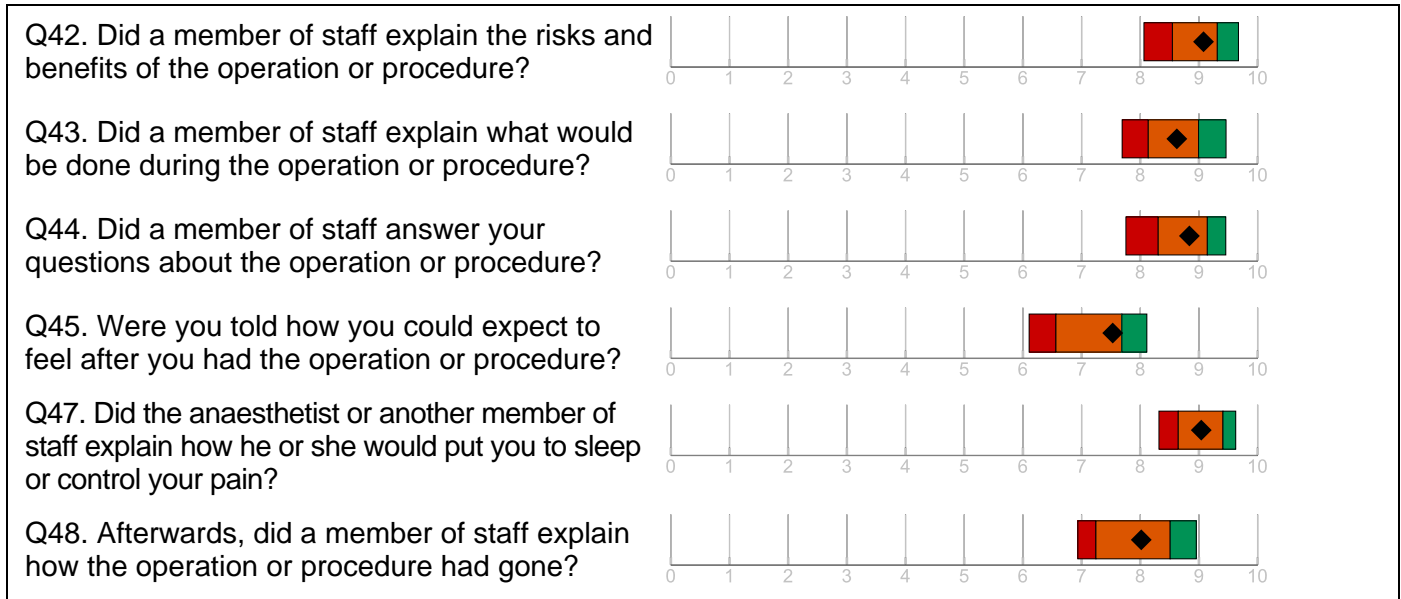 Q42. Did a member of staff explain the risks and
benefits of the operation or procedure?
0 1 2 3 4 5 6 7 8 9 10
Q43. Did a member of staff explain what would
be done during the operation or procedure?
0 1 2 3 4 5 6 7 8 9 10
Q44. Did a member of staff answer your
questions about the operation or procedure?
0 1 2 3 4 5 6 7 8 9 10
Q45. Were you told how you could expect to
feel after you had the operation or procedure?
0 1 2 3 4 5 6 7 8 9 10
Q47. Did the anaesthetist or another member of
staff explain how he or she would put you to sleep
or control your pain?
0 1 2 3 4 5 6 7 8 9 10
Q48. Afterwards, did a member of staff explain
how the operation or procedure had gone?
0 1 2 3 4 5 6 7 8 9 10